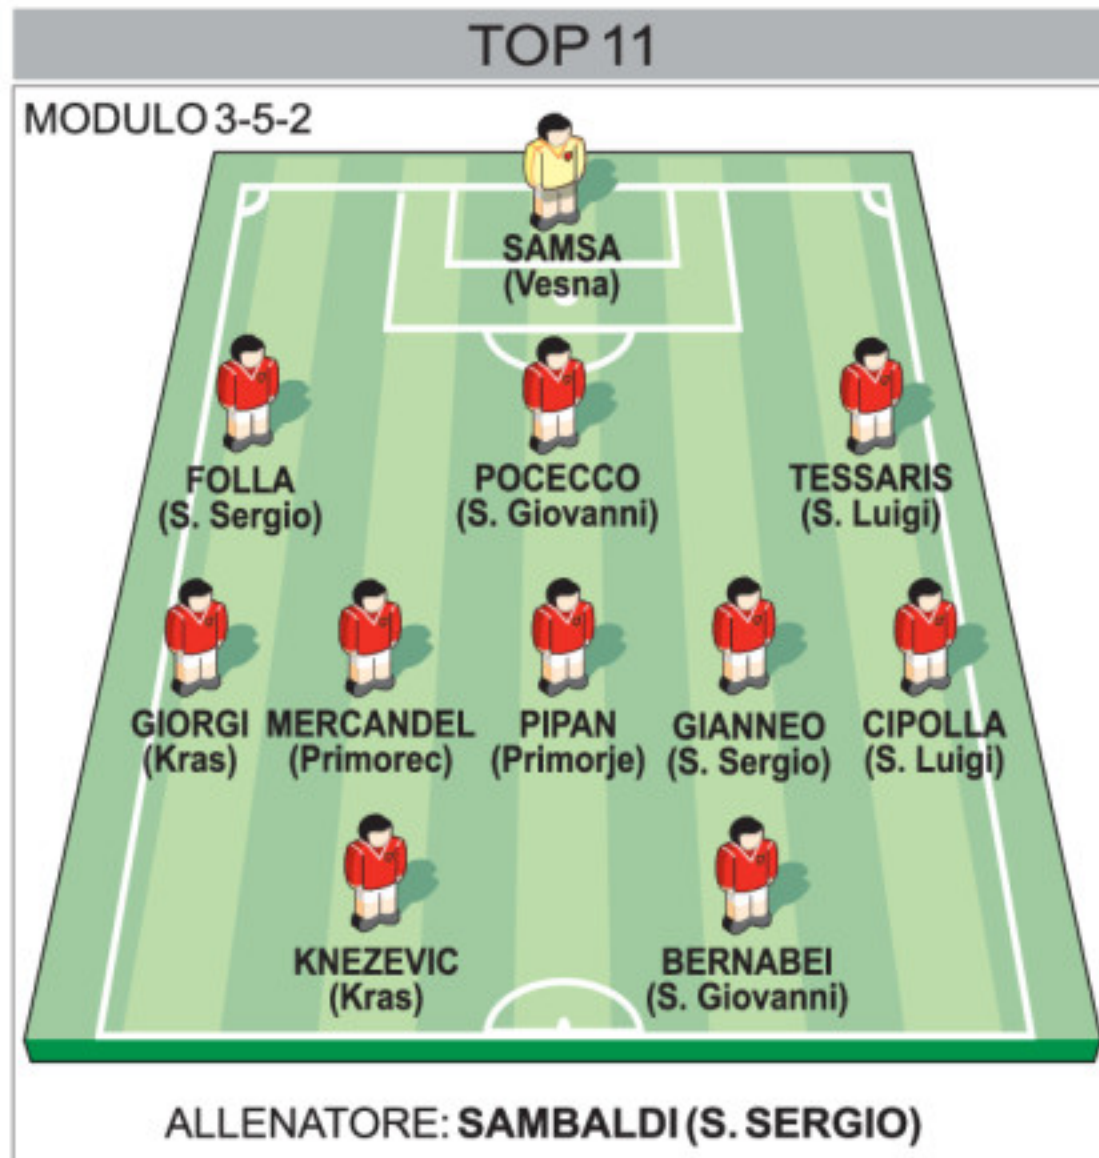 TOP 11
MODULO 3-5-2
SAMSA
(Vesna)
FOLLA
(S. Sergio)
POCECCO
(S. Giovanni)
TESSARIS
(S. Luigi)
GIORGI
(Kras)
MERCANDEL
(Primorec)
PIPAN
(Primorje)
GIANNEO
(S. Sergio)
CIPOLLA
(S. Luigi)
KNEZEVIC
(Kras)
BERNABEI
(S. Giovanni)
ALLENATORE: SAMBALDI (S. SERGIO)